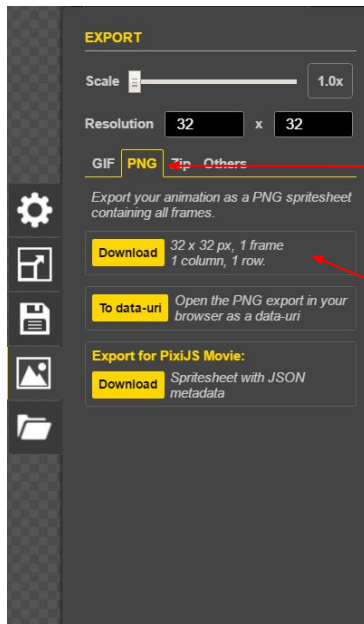 EXPORT
Scale 1.0x
Resolution 32 x 32
GIF PNG Zip Others
Export your animation as a PNG spritesheet
containing all frames.
Download 32 x 32 px, 1 frame
1 column, 1 row.
To data-uri Open the PNG export in your
browser as a data-uri
Export for PixiJS Movie:
Download Spritesheet with JSON
metadata